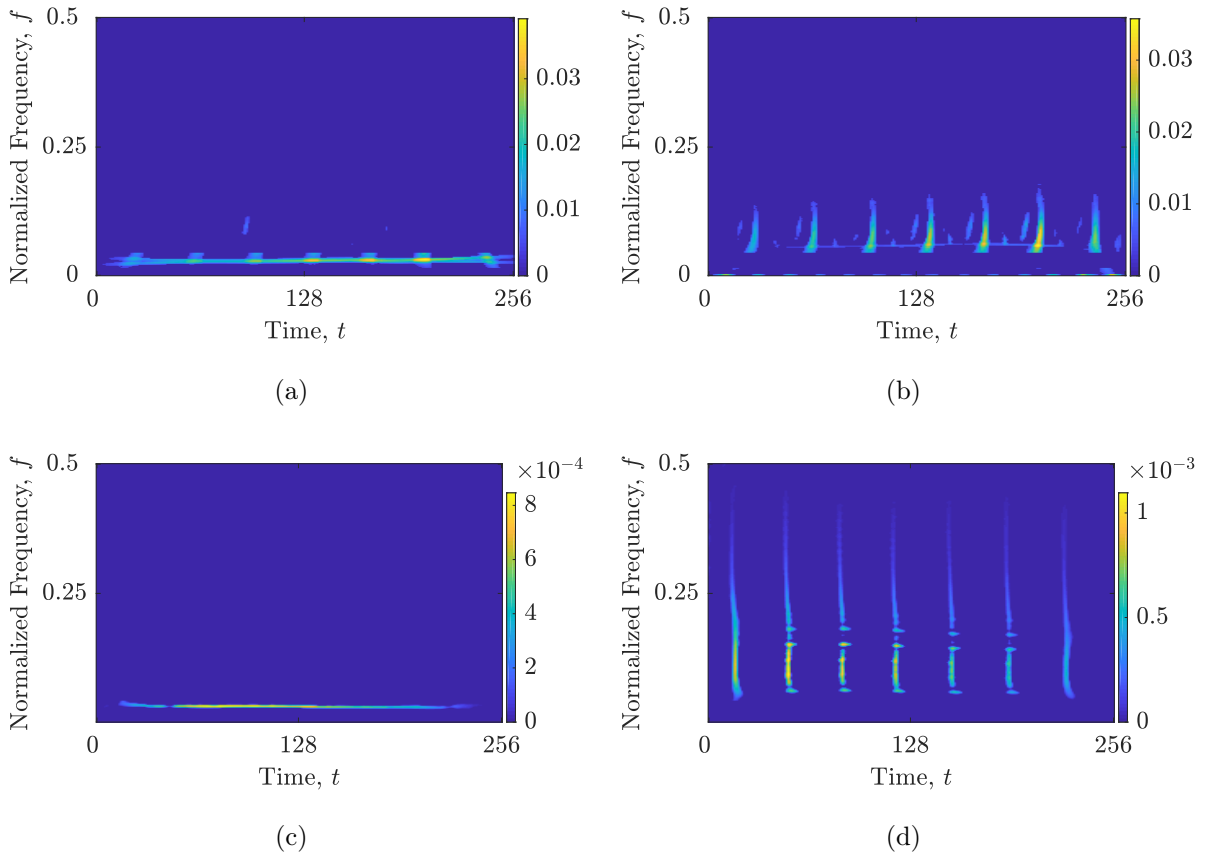 0.5
0.25
0
Normalized Frequency, f
0 128 256
Time, t
0.03
0.02
0.01
0
(a)
0.5
0.25
0
Normalized Frequency, f
0 128 256
Time, t
0.03
0.02
0.01
0
(b)
0.5
0.25
Normalized Frequency, f
0 128 256
Time, t
×10⁻⁴
8
6
4
2
0
(c)
0.5
0.25
Normalized Frequency, f
0 128 256
Time, t
×10⁻³
1
0.5
0
(d)